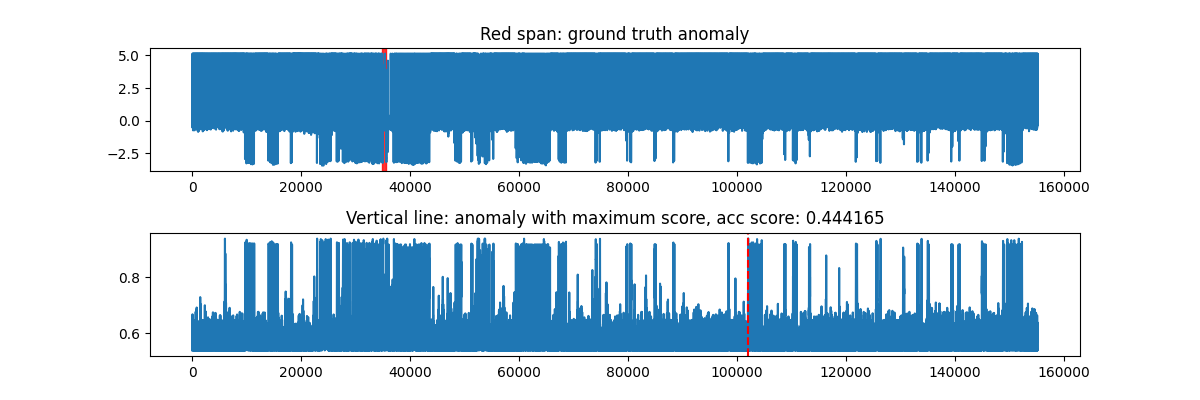 Red span: ground truth anomaly
5.0
2.5
0.0
−2.5
0 20000 40000 60000 80000 100000 120000 140000 160000
Vertical line: anomaly with maximum score, acc score: 0.444165
0.8
0.6
0 20000 40000 60000 80000 100000 120000 140000 160000